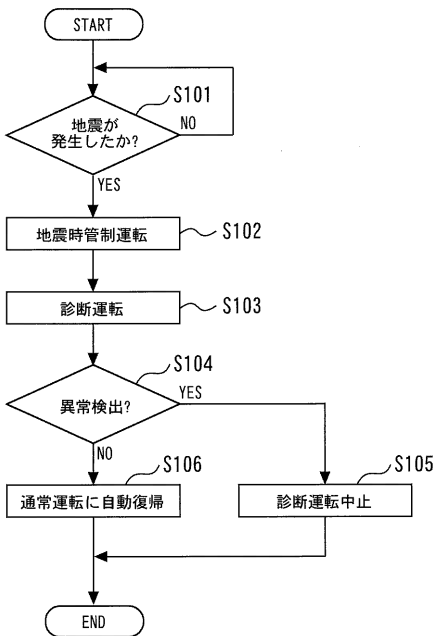 START
S101
地震が
発生したか?
NO
YES
地震時管制運転
S102
診断運転
S103
S104
異常検出?
YES
NO
S106
通常運転に自動復帰
S105
診断運転中止
END